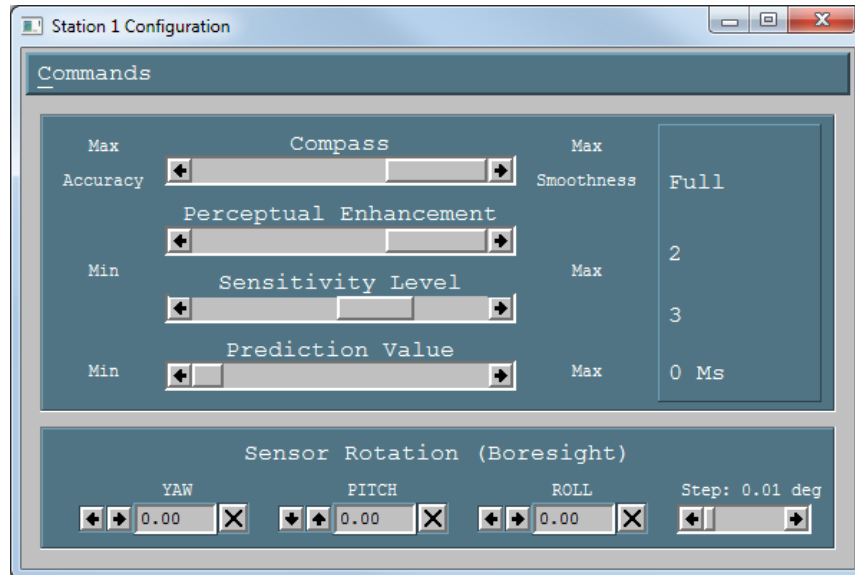 Station 1 Configuration
Commands
Max Compass Max
Accuracy Smoothness Full
Perceptual Enhancement
2
Min Sensitivity Level Max
3
Prediction Value
Min Max 0 Ms
Sensor Rotation (Boresight)
YAW PITCH ROLL Step: 0.01 deg
0.00 0.00 0.00